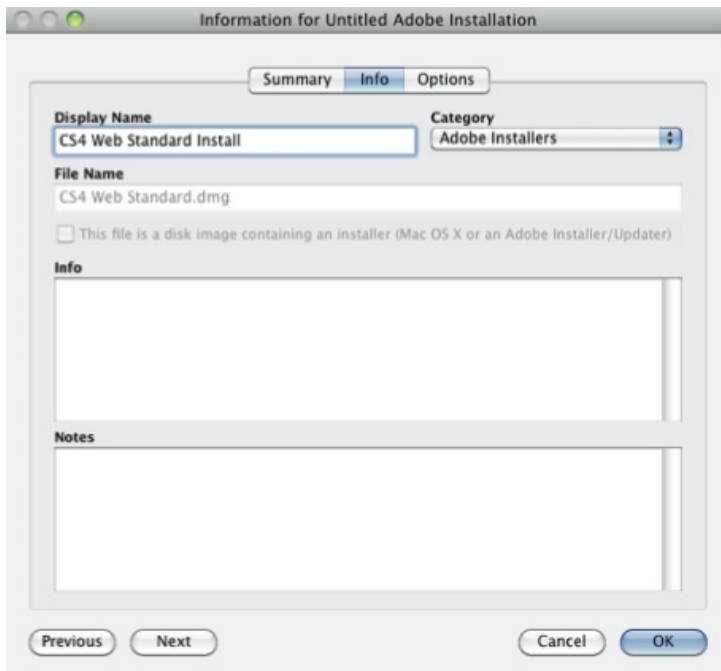 Information for Untitled Adobe Installation
Summary Info Options
Display Name Category
CS4 Web Standard Install Adobe Installers
File Name
CS4 Web Standard.dmg
This file is a disk image containing an installer (Mac OS X or an Adobe Installer/Updater)
Info
Notes
Previous Next Cancel OK